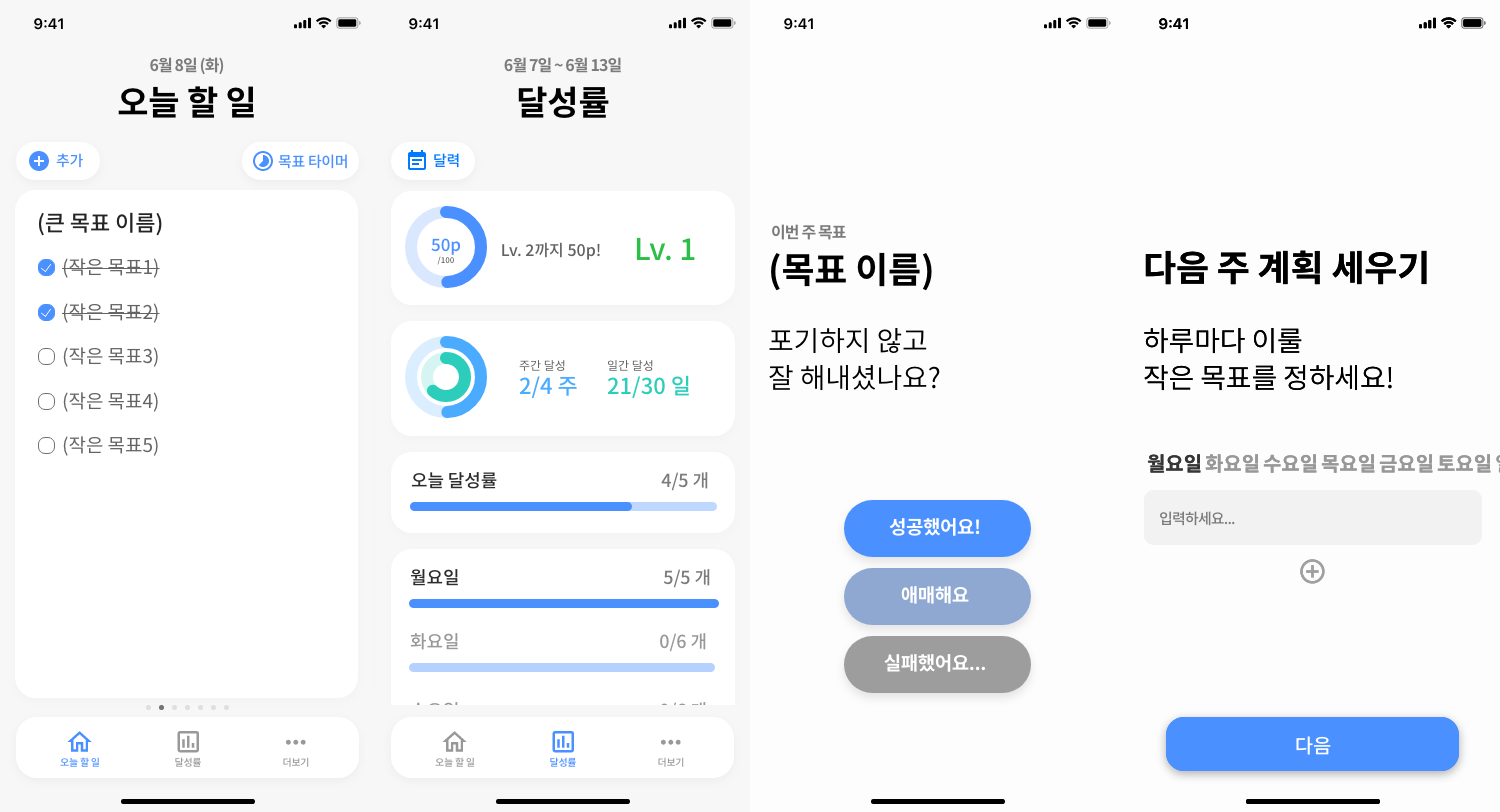 9:41
6월 8일 (화)
오늘 할 일
추가
목표 타이머
(큰 목표 이름)
(작은 목표1)
(작은 목표2)
(작은 목표3)
(작은 목표4)
(작은 목표5)
오늘 할 일
달성률
더보기
9:41
6월 7일 ~ 6월 13일
달성률
달력
50p
/100
Lv. 2까지 50p!
Lv. 1
주간 달성
2/4 주
일간 달성
21/30 일
오늘 달성률
4/5 개
월요일
5/5 개
화요일
0/6 개
오늘 할 일
달성률
더보기
9:41
이번 주 목표
(목표 이름)
포기하지 않고
잘 해내셨나요?
성공했어요!
애매해요
실패했어요...
9:41
다음 주 계획 세우기
하루마다 이룰
작은 목표를 정하세요!
월요일 화요일 수요일 목요일 금요일 토요일
입력하세요...
다음